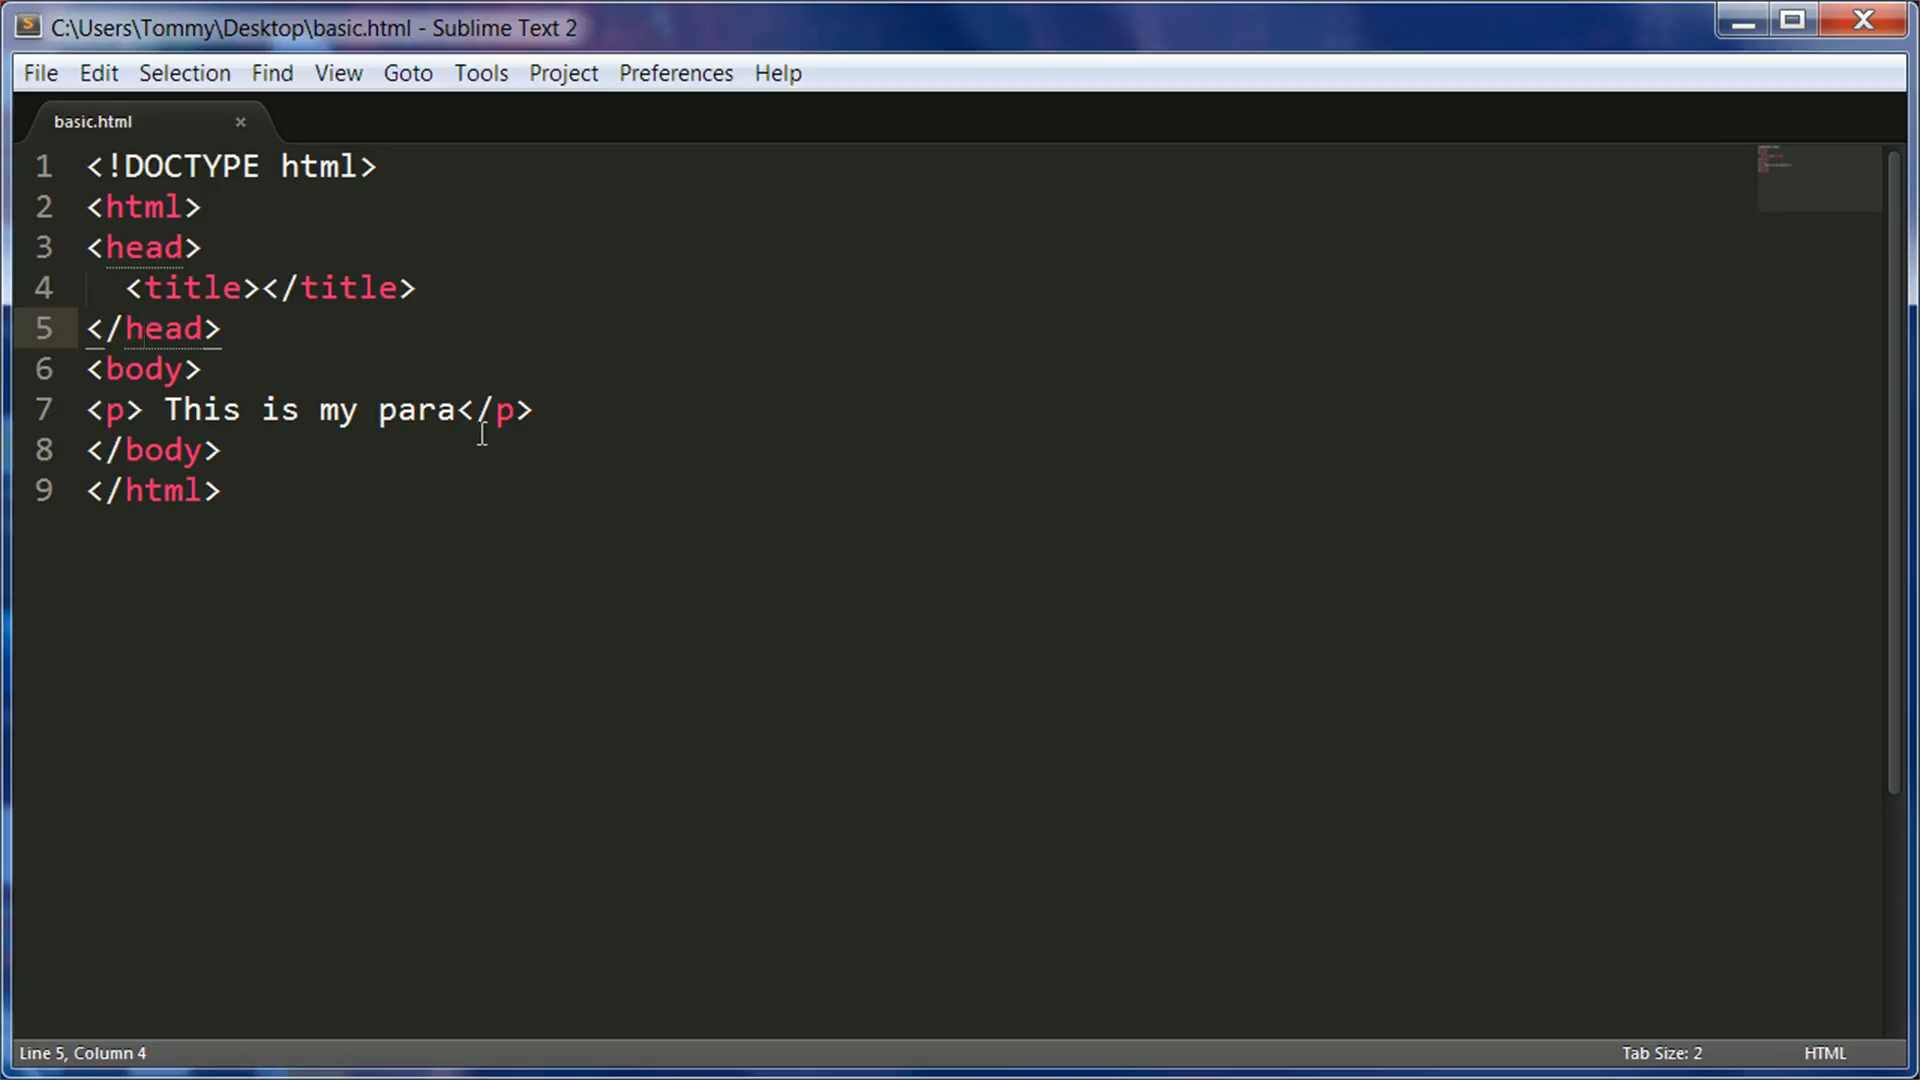 C:\Users\Tommy\Desktop\basic.html - Sublime Text 2
File Edit Selection Find View Goto Tools Project Preferences Help
basic.html ×
1 <!DOCTYPE html>
2 <html>
3 <head>
4   <title></title>
5 </head>
6 <body>
7 <p> This is my para</p>
8 </body>
9 </html>
Line 5, Column 4 Tab Size: 2 HTML